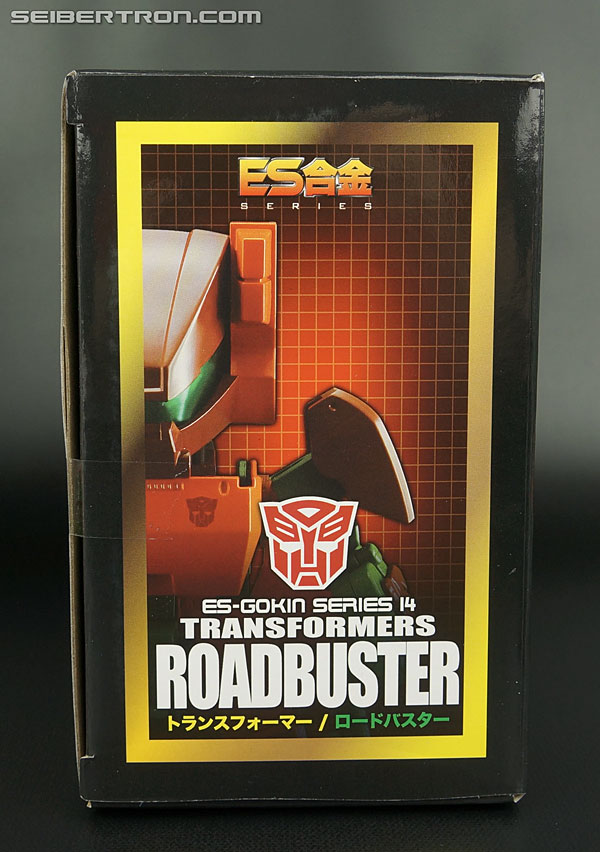 SEIBERTRON.COM
ES合金
SERIES
ES-GOKIN SERIES 14
TRANSFORMERS
ROADBUSTER
トランスフォーマー / ロードバスター